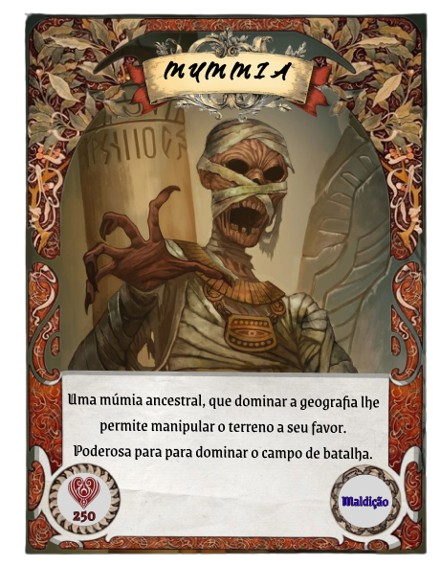 MUMMIA
Uma múmia ancestral, que dominar a geografia lhe
permite manipular o terreno a seu favor.
Poderosa para para dominar o campo de batalha.
250
Maldição